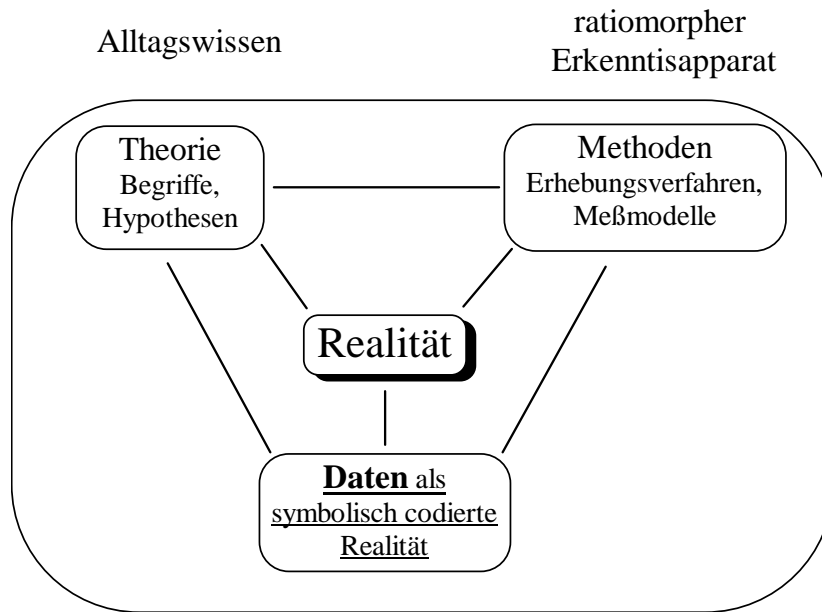 Alltagswissen
ratiomorpher
Erkenntisapparat
Theorie
Begriffe,
Hypothesen
Methoden
Erhebungsverfahren,
Meßmodelle
Realität
Daten als
symbolisch codierte
Realität